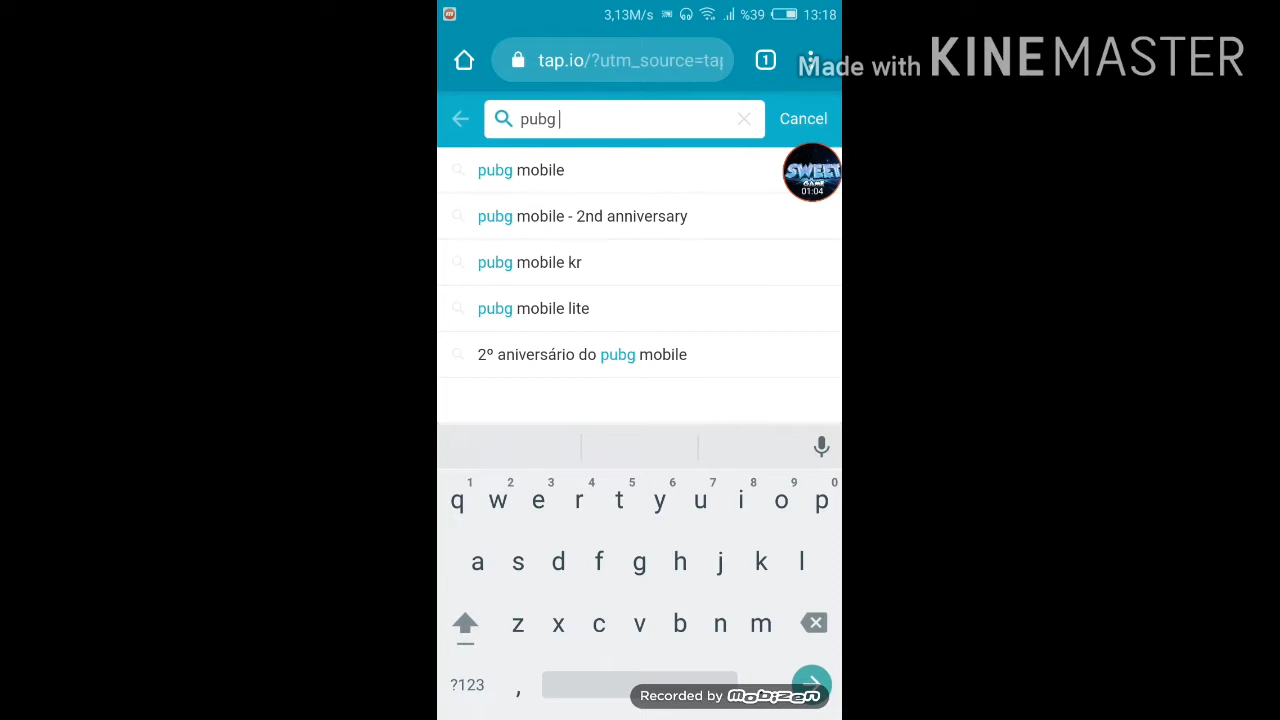 3,13M/s %39 13:18
tap.io/?utm_source=tap 1
Made with KINEMASTER
pubg Cancel
pubg mobile
SWEET
GAME
01:04
pubg mobile - 2nd anniversary
pubg mobile kr
pubg mobile lite
2º aniversário do pubg mobile
1 2 3 4 5 6 7 8 9 0
q w e r t y u i o p
a s d f g h j k l
z x c v b n m
?123 ,
Recorded by mobizen